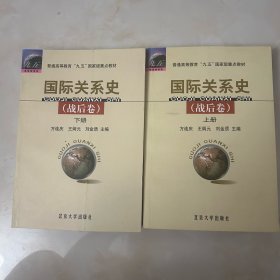 普通高等教育“九五”国家级重点教材
国际关系史
(战后卷)
下册
方连庆 王炳元 刘金质 主编
GUOJI GUANXI SHI
北京大学出版社
普通高等教育“九五”国家级重点教材
国际关系史
(战后卷)
上册
方连庆 王炳元 刘金质 主编
GUOJI GUANXI SHI
北京大学出版社